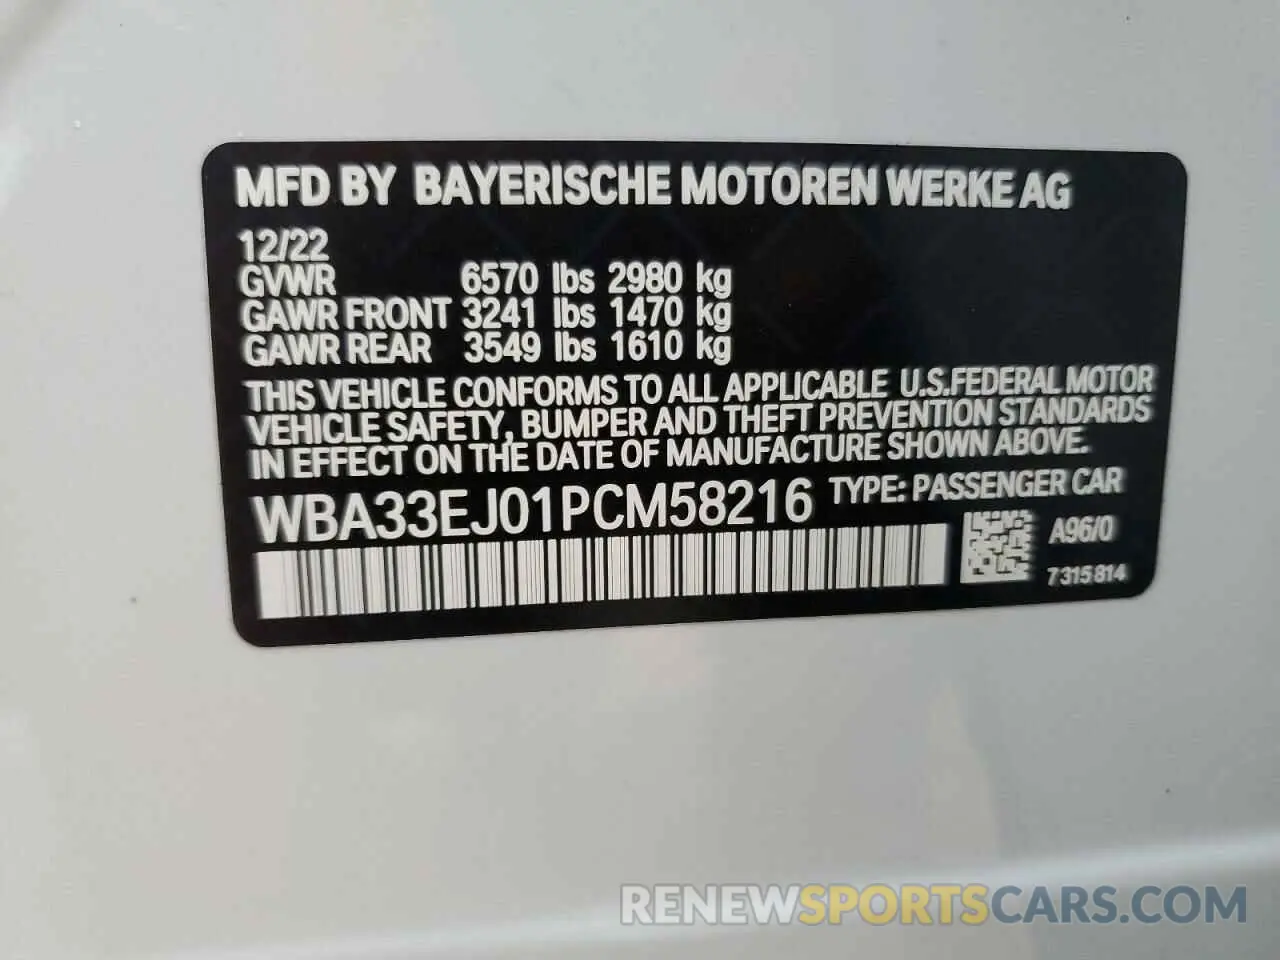 MFD BY BAYERISCHE MOTOREN WERKE AG
12/22
GVWR 6570 lbs 2980 kg
GAWR FRONT 3241 lbs 1470 kg
GAWR REAR 3549 lbs 1610 kg
THIS VEHICLE CONFORMS TO ALL APPLICABLE U.S.FEDERAL MOTOR
VEHICLE SAFETY, BUMPER AND THEFT PREVENTION STANDARDS
IN EFFECT ON THE DATE OF MANUFACTURE SHOWN ABOVE.
WBA33EJ01PCM58216 TYPE: PASSENGER CAR
A96/0
7315814
RENEWSPORTSCARS.COM